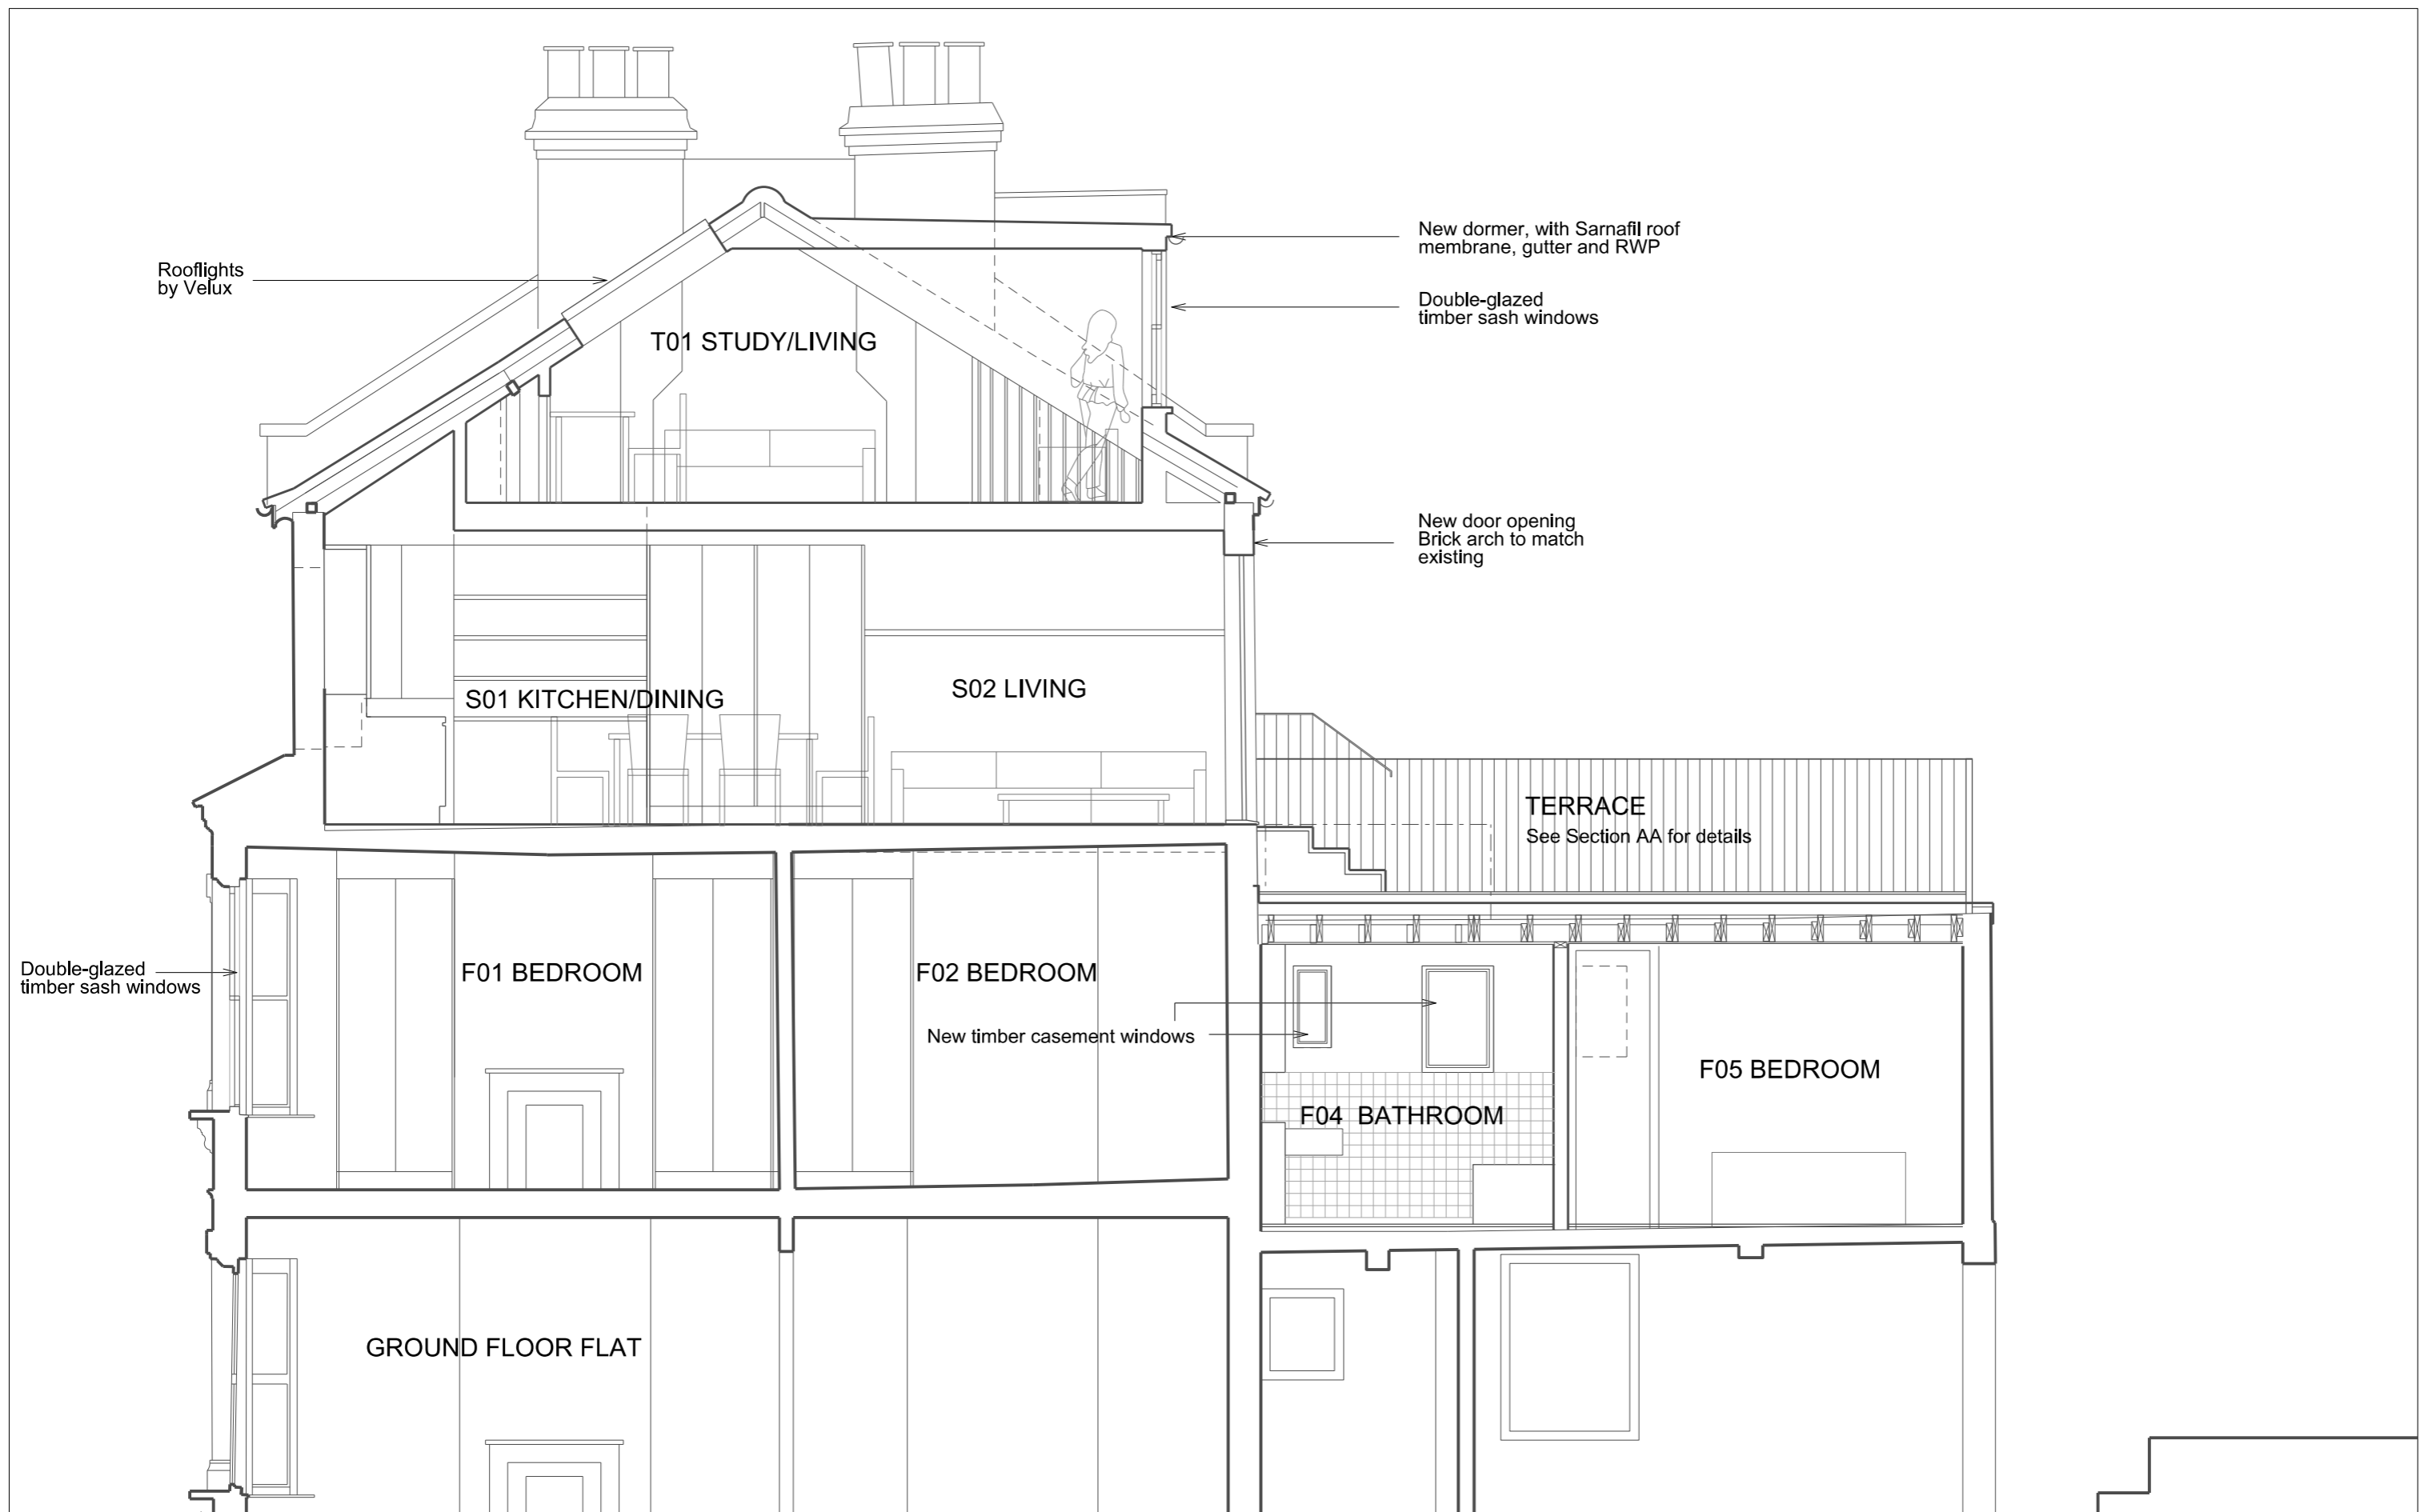 New dormer, with Sarnafil roof
membrane, gutter and RWP
Rooflights
by Velux
Double-glazed
timber sash windows
T01 STUDY/LIVING
New door opening
Brick arch to match
existing
S01 KITCHEN/DINING
S02 LIVING
TERRACE
See Section AA for details
Double-glazed
timber sash windows
F01 BEDROOM
F02 BEDROOM
New timber casement windows
F05 BEDROOM
F04 BATHROOM
GROUND FLOOR FLAT